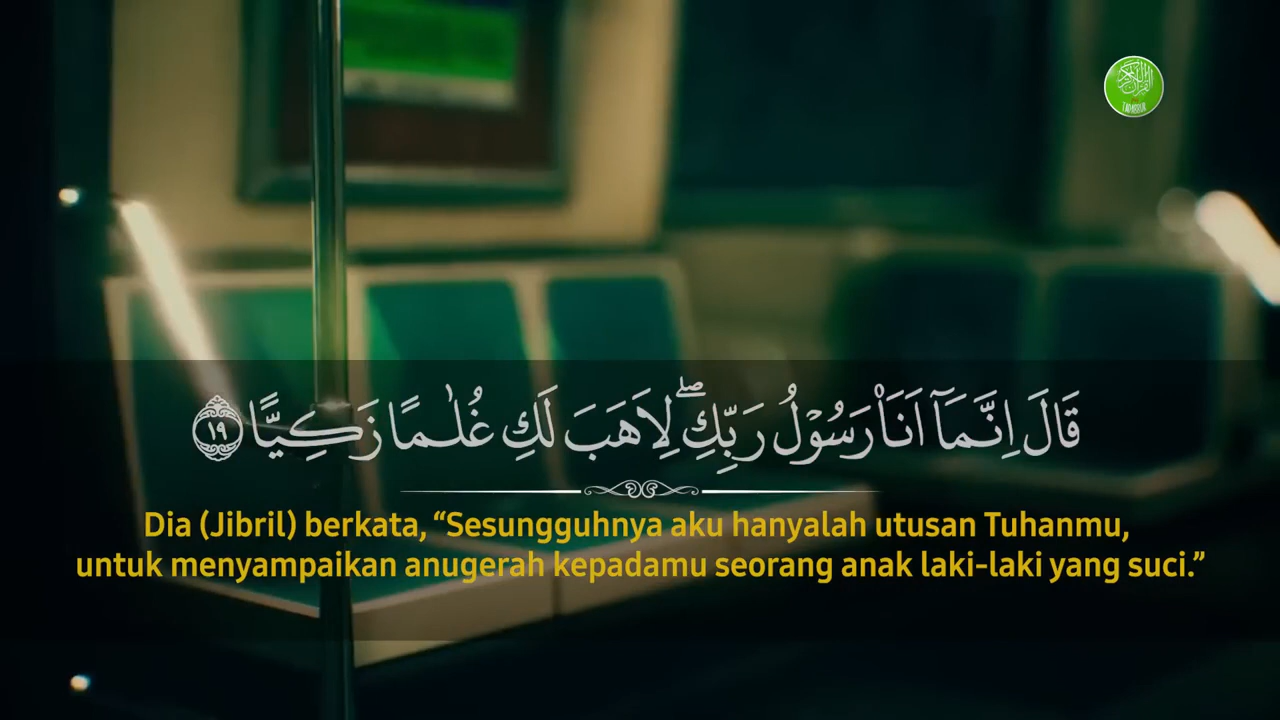 قَالَ اِنَّمَآ اَنَا۠ رَسُوْلُ رَبِّكِۖ لِاَهَبَ لَكِ غُلٰمًا زَكِيًّا ١٩
Dia (Jibril) berkata, “Sesungguhnya aku hanyalah utusan Tuhanmu,
untuk menyampaikan anugerah kepadamu seorang anak laki-laki yang suci.”